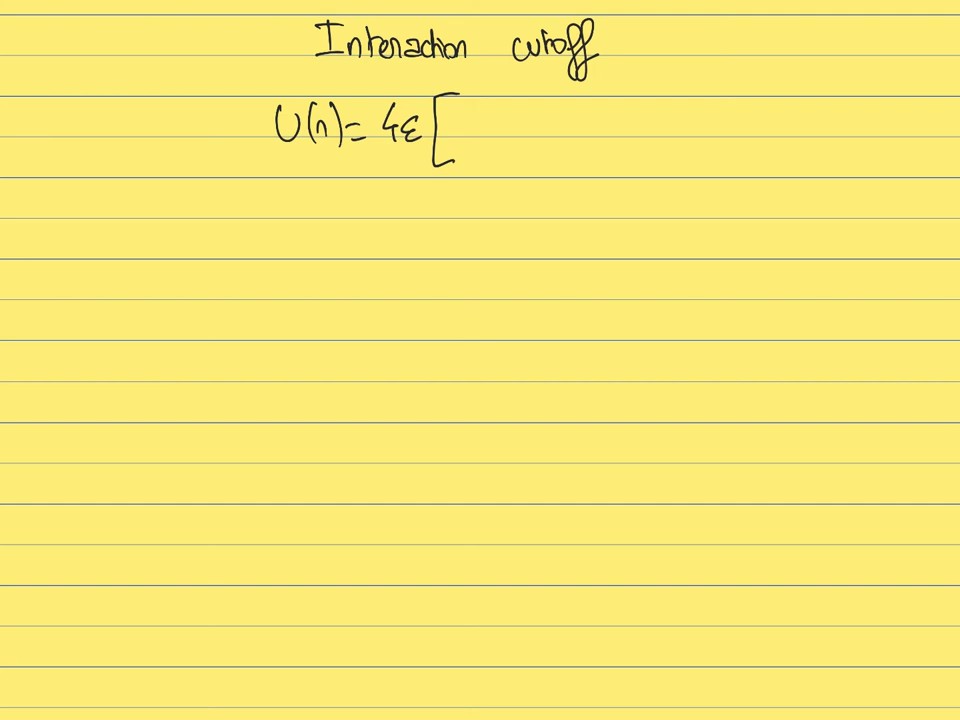 Interaction cutoff
U(r)= 4ε [